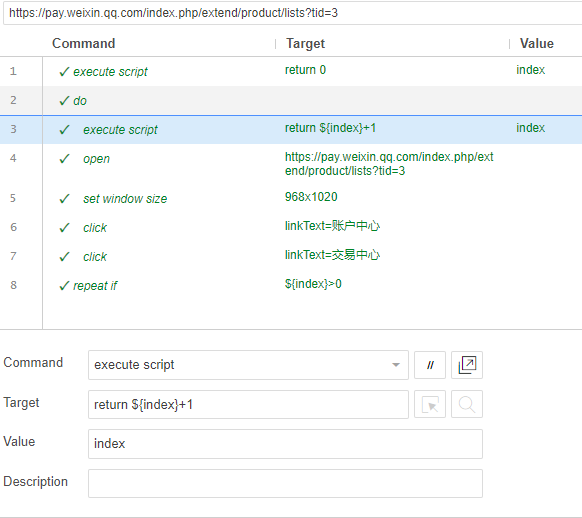 https://pay.weixin.qq.com/index.php/extend/product/lists?tid=3
Command Target Value
1 ✓ execute script return 0 index
2 ✓ do
3 ✓ execute script return ${index}+1 index
4 ✓ open https://pay.weixin.qq.com/index.php/ext
end/product/lists?tid=3
5 ✓ set window size 968x1020
6 ✓ click linkText=账户中心
7 ✓ click linkText=交易中心
8 ✓ repeat if ${index}>0
Command execute script //
Target return ${index}+1
Value index
Description